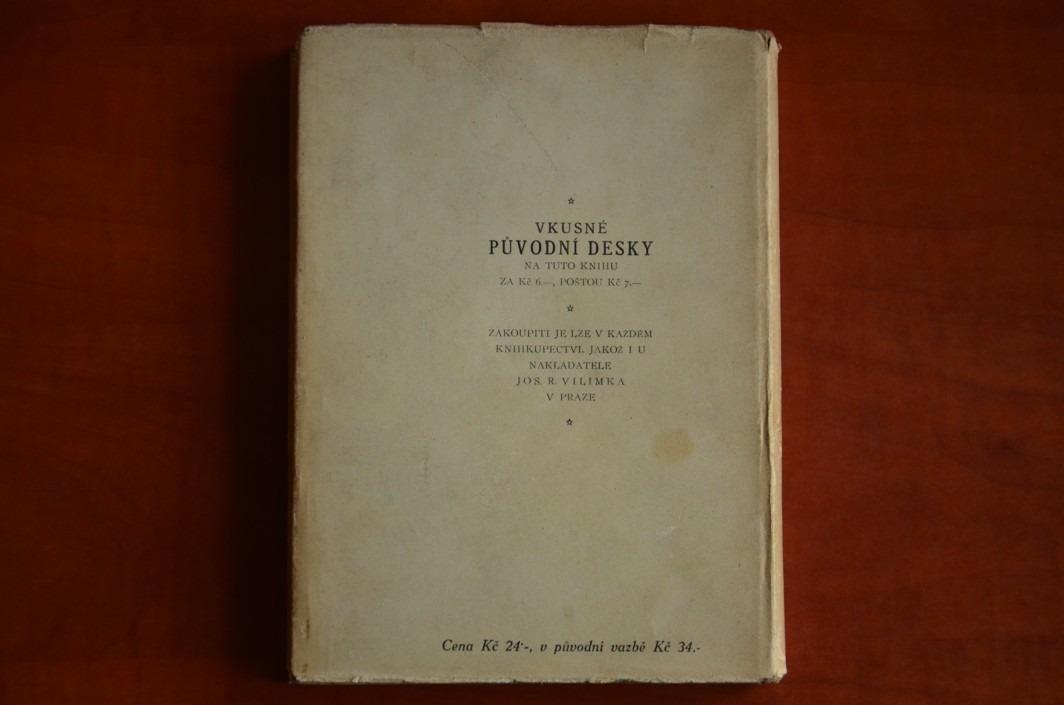 VKUSNÉ
PŮVODNÍ DESKY
NA TUTO KNIHU
ZA Kč 6.—, POŠTOU Kč 7.—
ZAKOUPITI JE LZE V KAŽDÉM
KNIHKUPECTVÍ, JAKOŽ I U
NAKLADATELE
JOS. R. VILÍMKA
V PRAZE
Cena Kč 24·-, v původní vazbě Kč 34.-